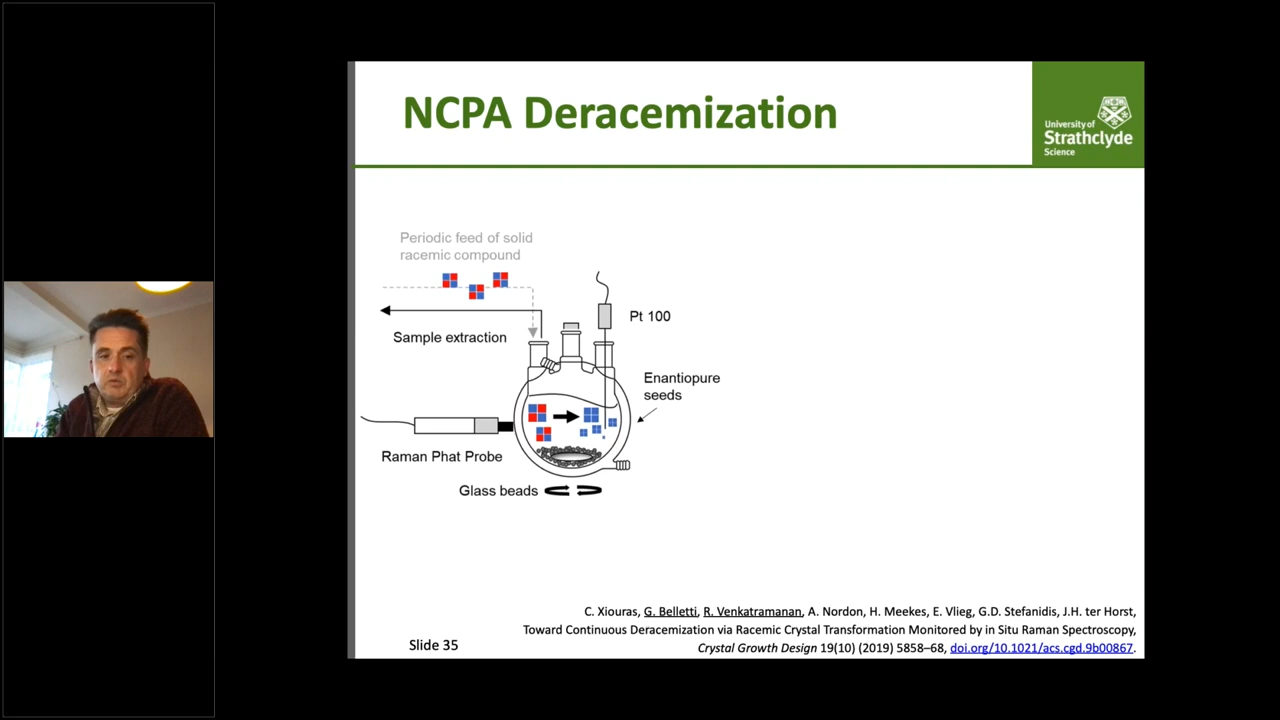 NCPA Deracemization
University of
Strathclyde
Science
Periodic feed of solid
racemic compound
Sample extraction
Pt 100
Enantiopure
seeds
Raman Phat Probe
Glass beads
C. Xiouras, G. Belletti, R. Venkatramanan, A. Nordon, H. Meekes, E. Vlieg, G.D. Stefanidis, J.H. ter Horst,
Toward Continuous Deracemization via Racemic Crystal Transformation Monitored by in Situ Raman Spectroscopy,
Crystal Growth Design 19(10) (2019) 5858–68, doi.org/10.1021/acs.cgd.9b00867.
Slide 35